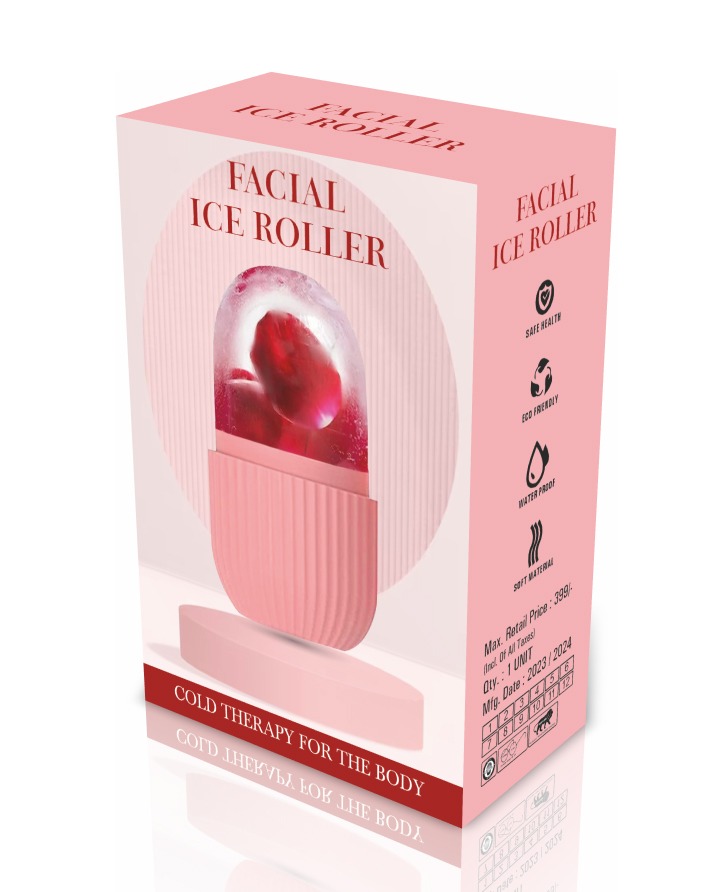 FACIAL
ICE ROLLER
FACIAL
ICE ROLLER
COLD THERAPY FOR THE BODY
FACIAL
ICE ROLLER
SAFE HEALTH
ECO FRIENDLY
WATER PROOF
SOFT MATERIAL
Max. Retail Price : 399/-
(Incl. Of All Taxes)
Qty. : 1 UNIT
Mfg. Date : 2023 / 2024
1 2 3 4 5 6
7 8 9 10 11 12